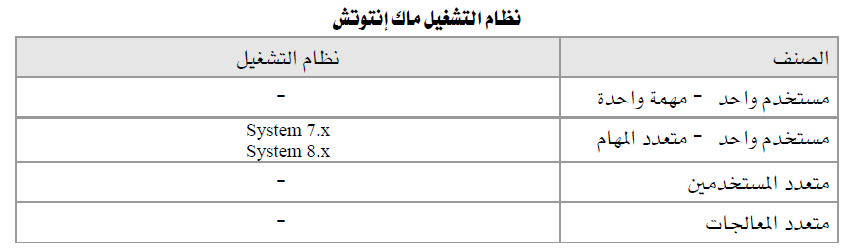 نظام التشغيل ماك إنتوتش
الصنف نظام التشغيل
مستخدم واحد - مهمة واحدة -
مستخدم واحد - متعدد المهام System 7.x
System 8.x
متعدد المستخدمين -
متعدد المعالجات -